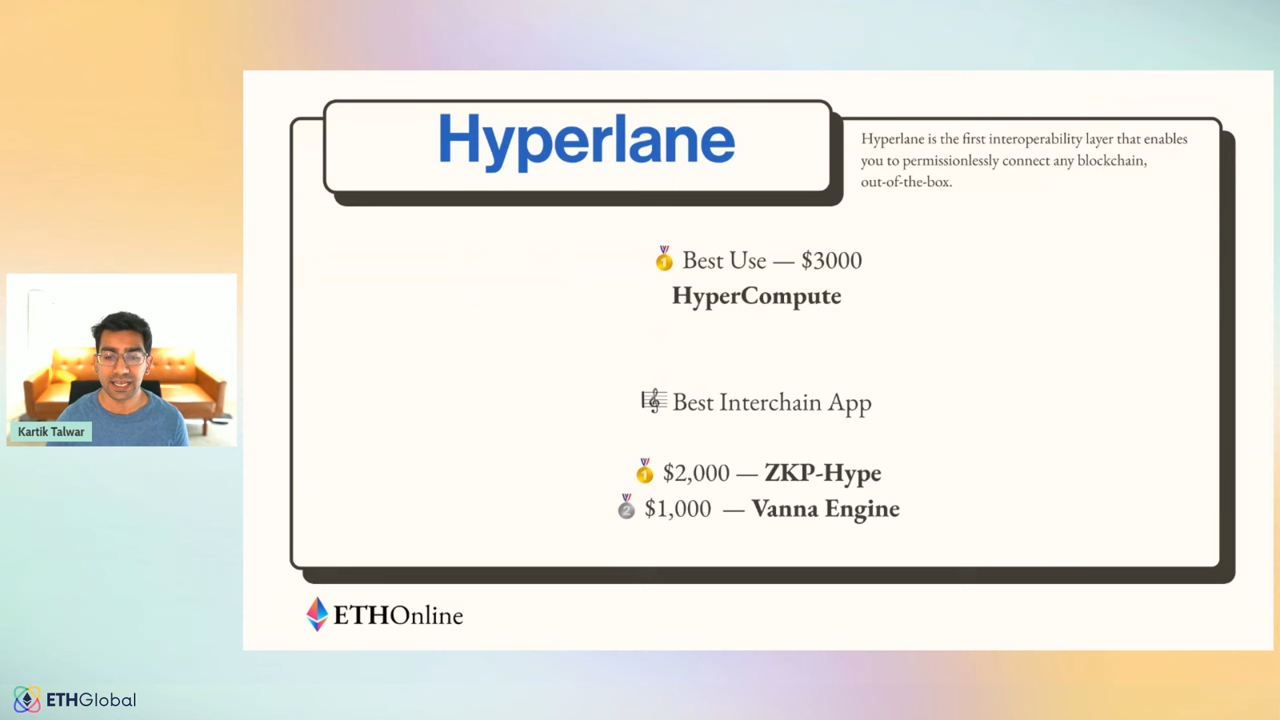 Hyperlane
Hyperlane is the first interoperability layer that enables
you to permissionlessly connect any blockchain,
out-of-the-box.
🥇 Best Use — $3000
HyperCompute
🎼 Best Interchain App
🥇 $2,000 — ZKP-Hype
🥈 $1,000 — Vanna Engine
Kartik Talwar
ETHOnline
ETHGlobal